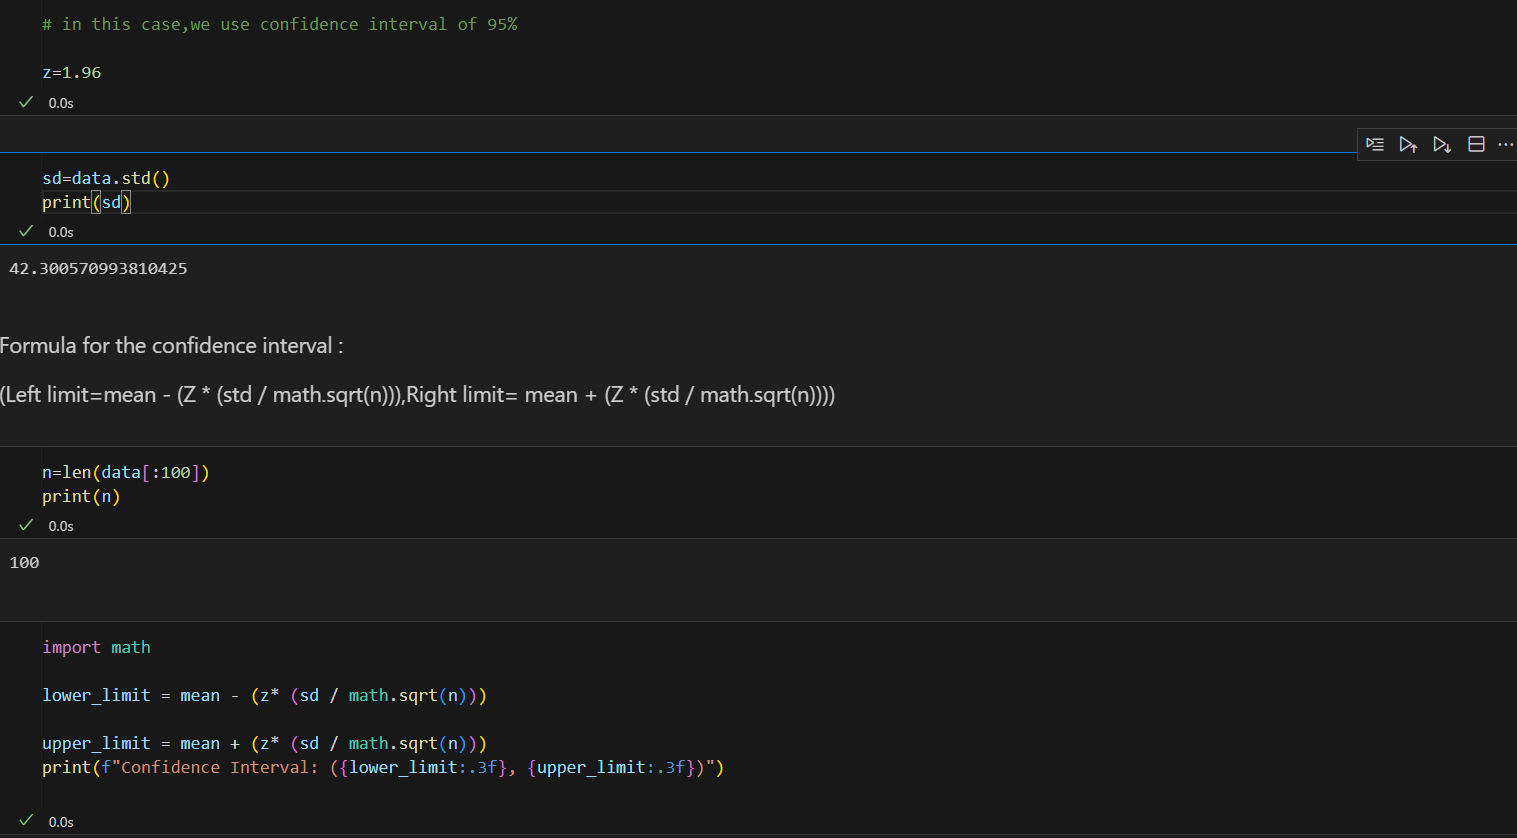 # in this case,we use confidence interval of 95%
z=1.96
0.0s
sd=data.std()
print(sd)
0.0s
42.300570993810425
Formula for the confidence interval :
(Left limit=mean - (Z * (std / math.sqrt(n))),Right limit= mean + (Z * (std / math.sqrt(n))))
n=len(data[:100])
print(n)
0.0s
100
import math
lower_limit = mean - (z* (sd / math.sqrt(n)))
upper_limit = mean + (z* (sd / math.sqrt(n)))
print(f"Confidence Interval: ({lower_limit:.3f}, {upper_limit:.3f})")
0.0s